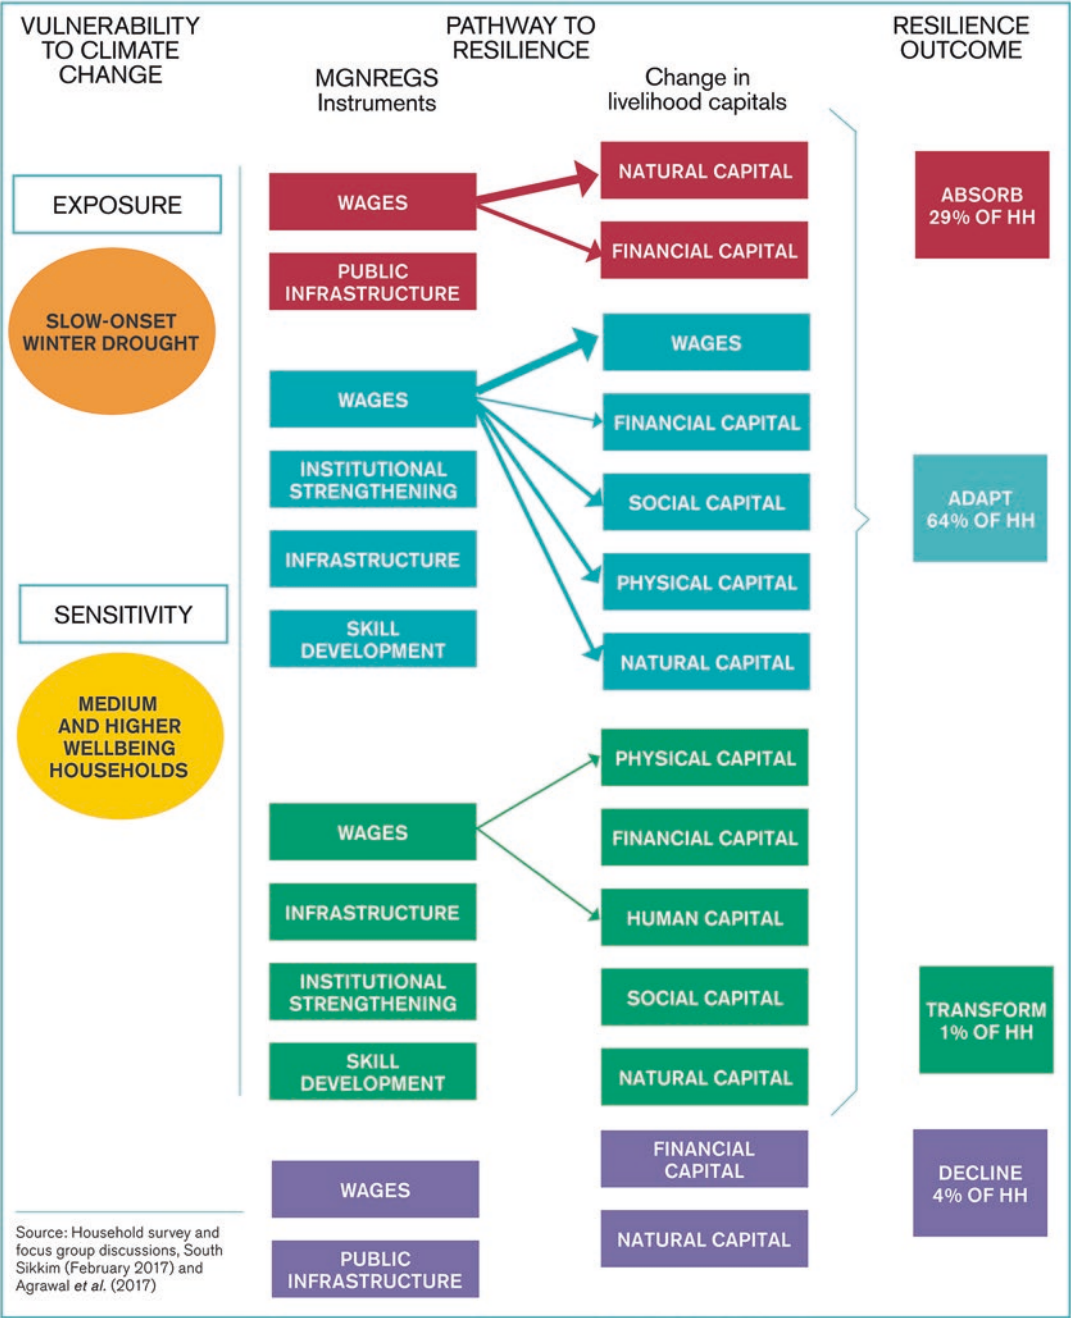 VULNERABILITY
TO CLIMATE
CHANGE
PATHWAY TO
RESILIENCE
RESILIENCE
OUTCOME
MGNREGS
Instruments
Change in
livelihood capitals
EXPOSURE
SLOW-ONSET
WINTER DROUGHT
SENSITIVITY
MEDIUM
AND HIGHER
WELLBEING
HOUSEHOLDS
WAGES
PUBLIC
INFRASTRUCTURE
NATURAL CAPITAL
FINANCIAL CAPITAL
ABSORB
29% OF HH
WAGES
INSTITUTIONAL
STRENGTHENING
INFRASTRUCTURE
SKILL
DEVELOPMENT
WAGES
FINANCIAL CAPITAL
SOCIAL CAPITAL
PHYSICAL CAPITAL
NATURAL CAPITAL
ADAPT
64% OF HH
WAGES
INFRASTRUCTURE
INSTITUTIONAL
STRENGTHENING
SKILL
DEVELOPMENT
PHYSICAL CAPITAL
FINANCIAL CAPITAL
HUMAN CAPITAL
SOCIAL CAPITAL
NATURAL CAPITAL
TRANSFORM
1% OF HH
WAGES
PUBLIC
INFRASTRUCTURE
FINANCIAL
CAPITAL
NATURAL CAPITAL
DECLINE
4% OF HH
Source: Household survey and
focus group discussions, South
Sikkim (February 2017) and
Agrawal et al. (2017)